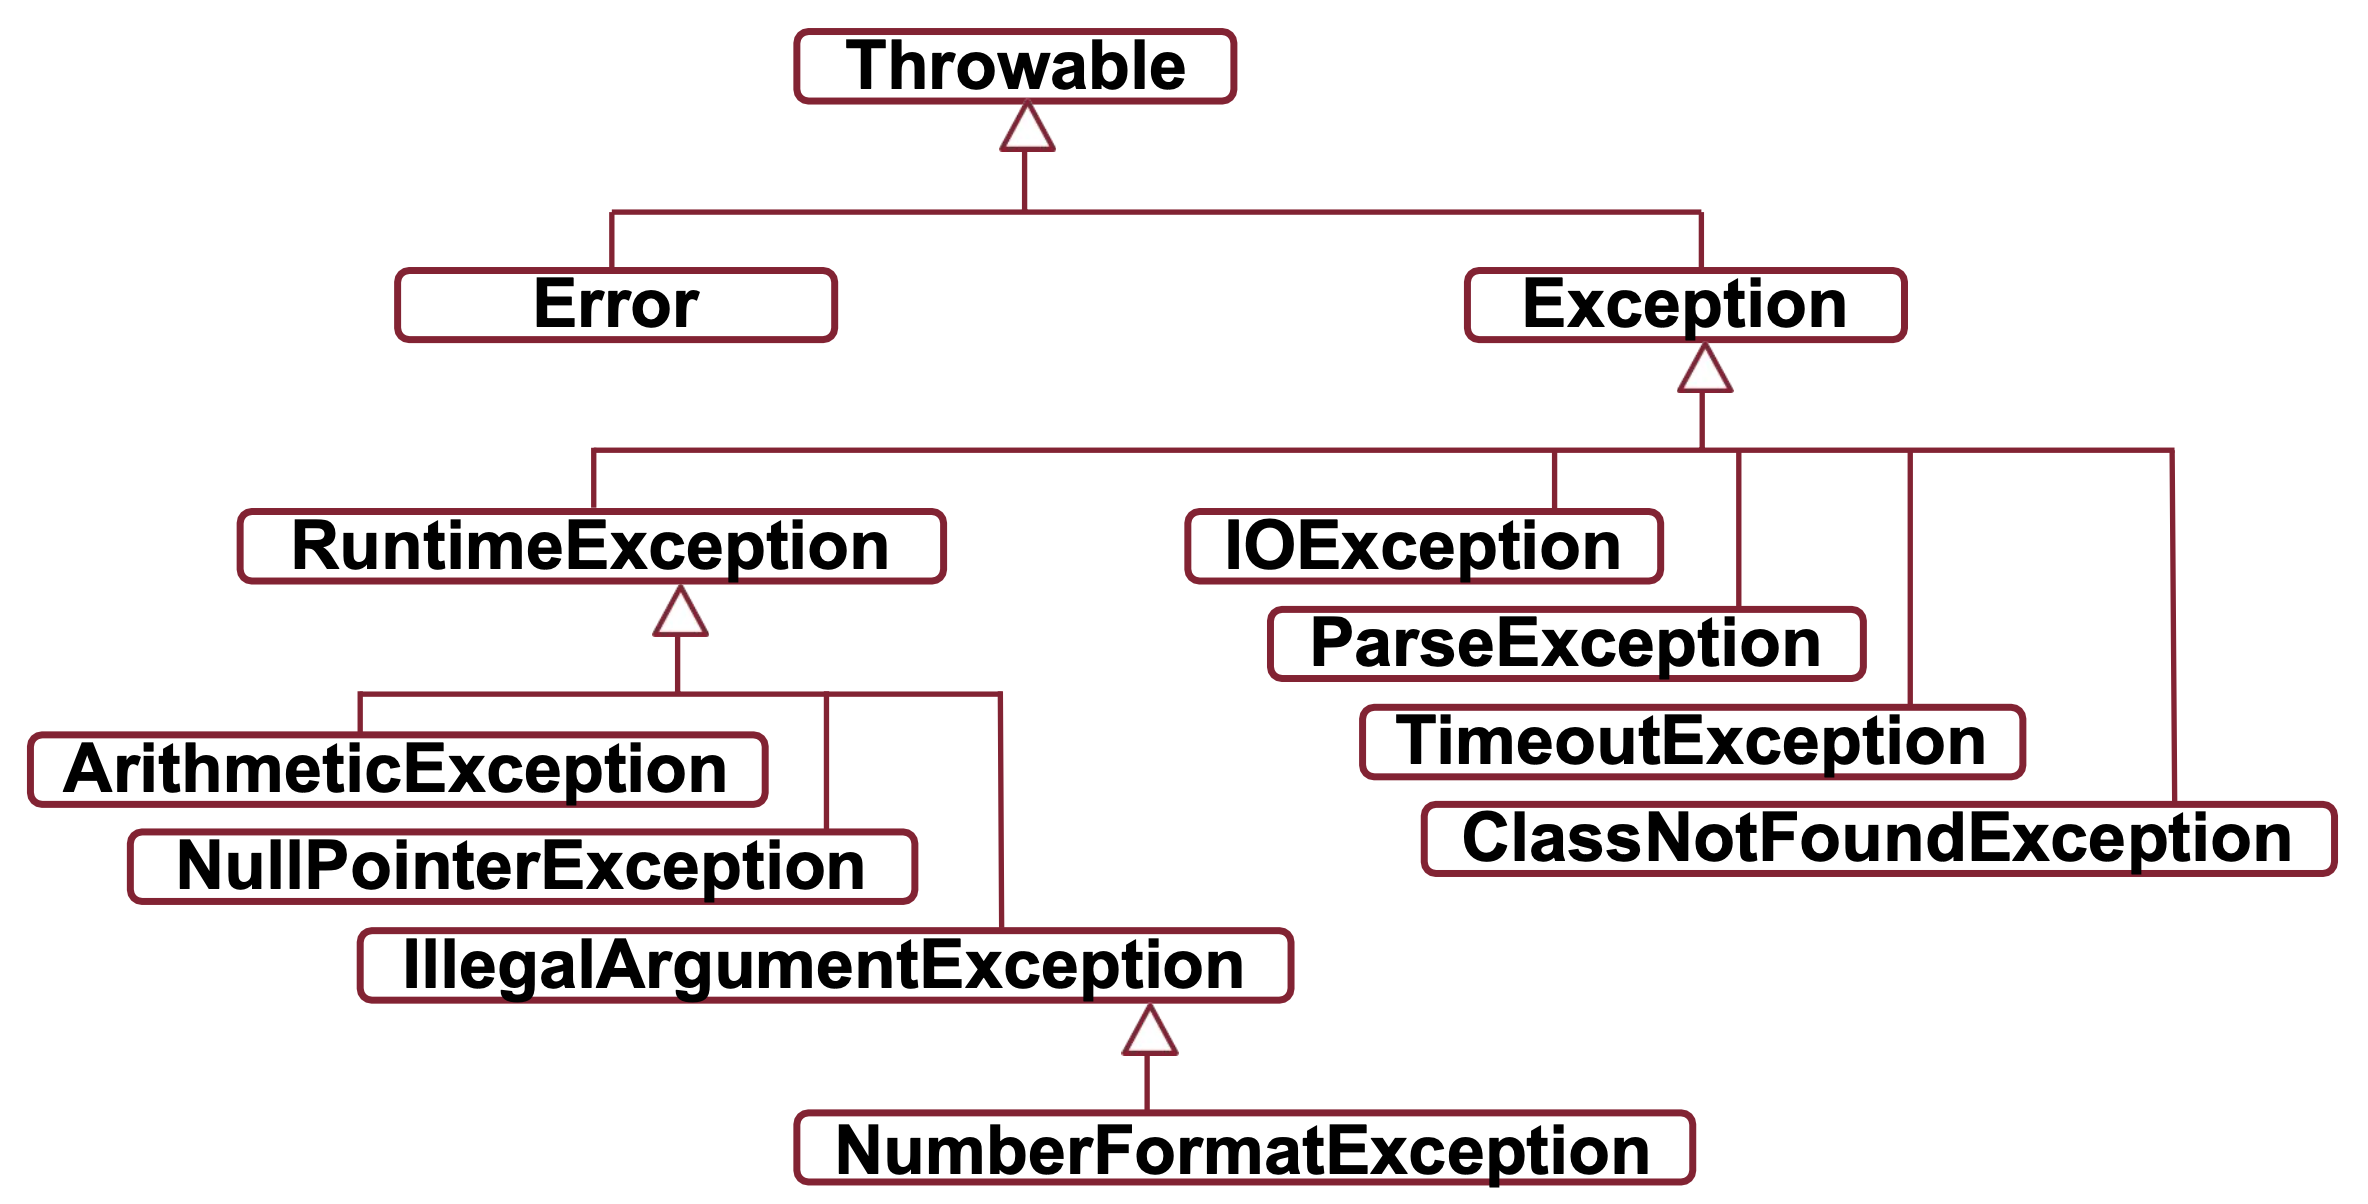 Throwable
Error
Exception
RuntimeException
IOException
ParseException
TimeoutException
ClassNotFoundException
ArithmeticException
NullPointerException
IllegalArgumentException
NumberFormatException